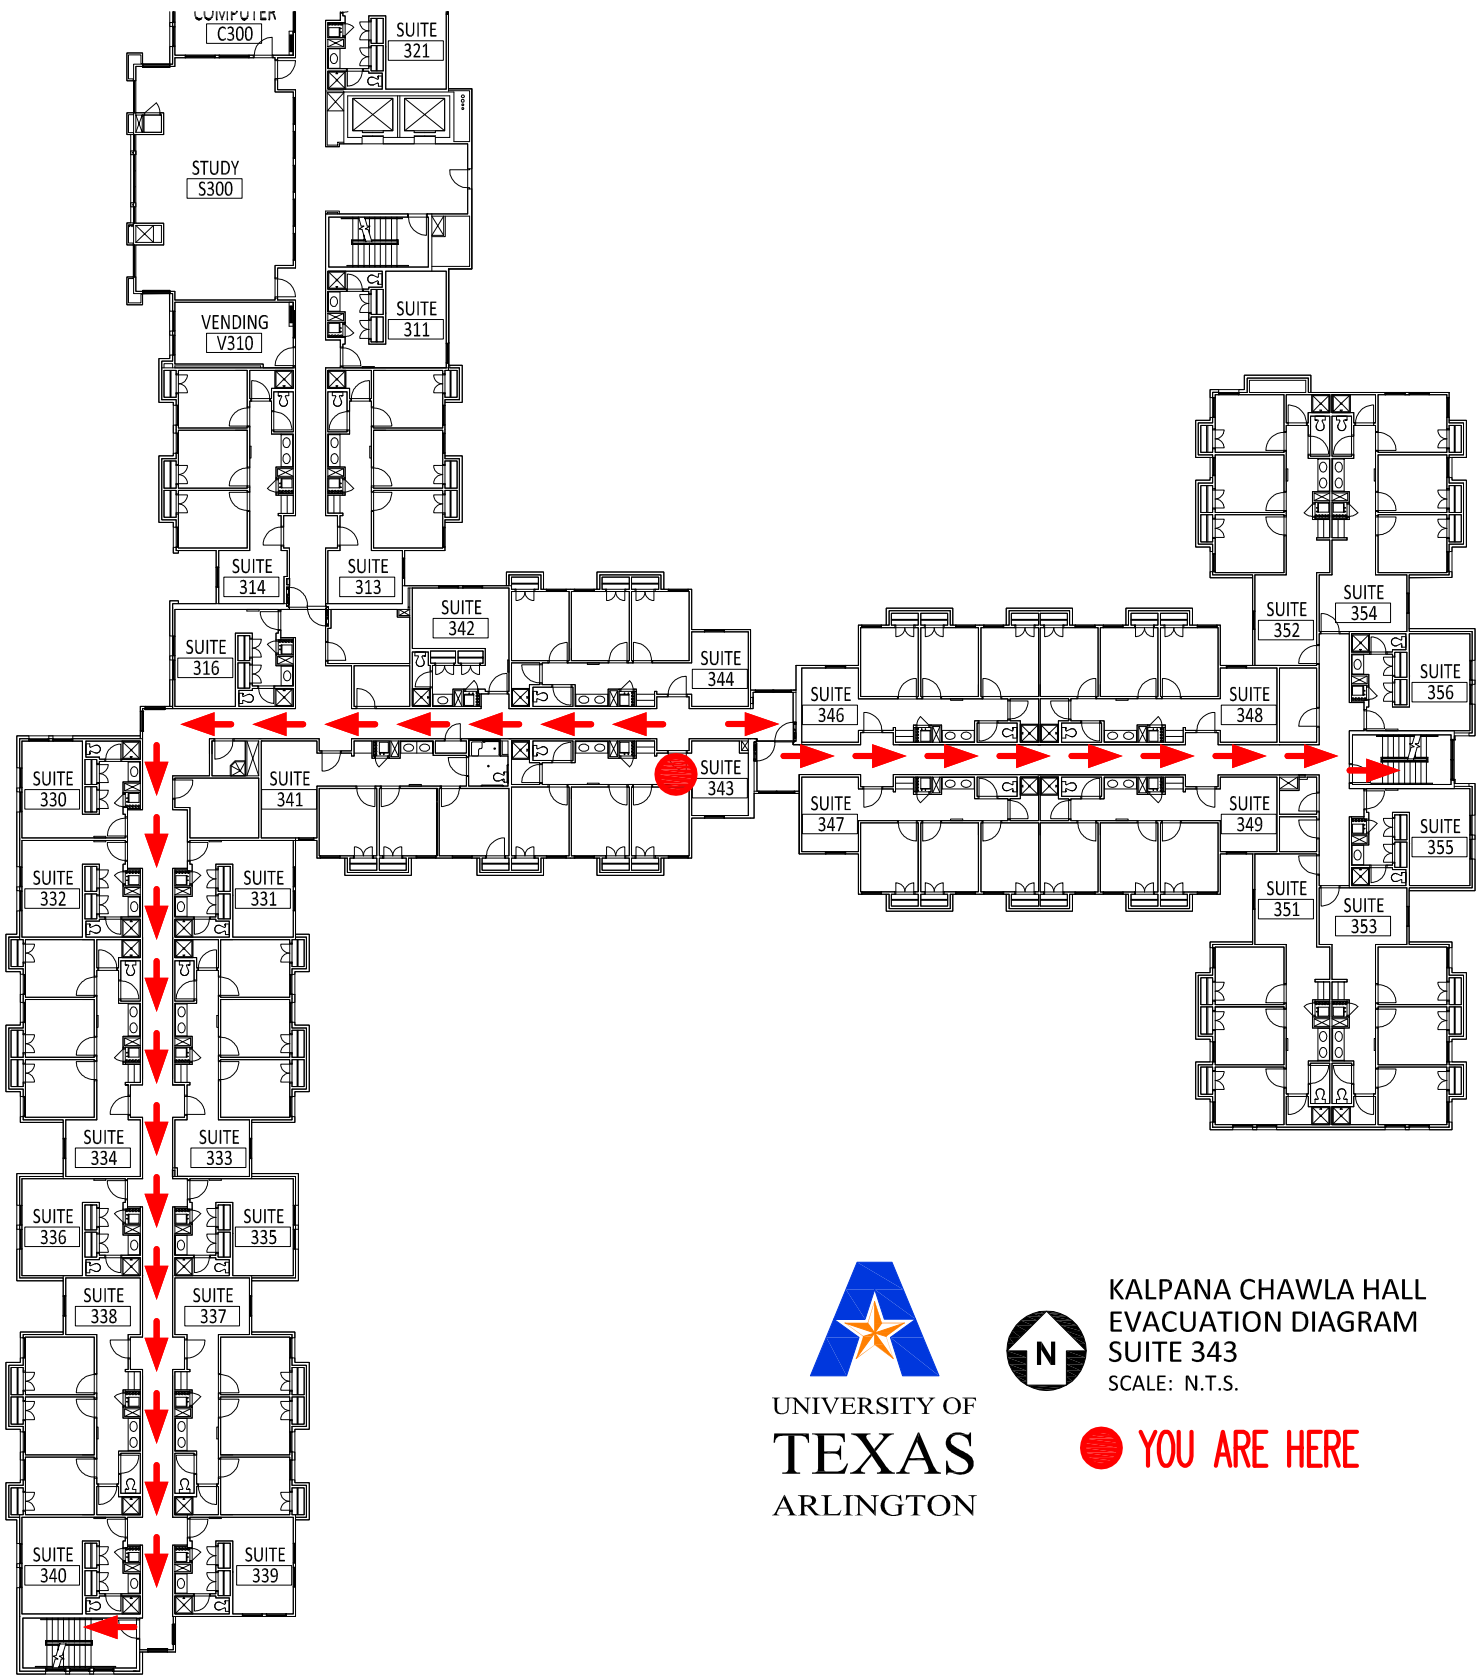 COMPUTER
C300
SUITE
321
STUDY
S300
SUITE
311
VENDING
V310
SUITE
314
SUITE
313
SUITE
316
SUITE
342
SUITE
344
SUITE
346
SUITE
348
SUITE
352
SUITE
354
SUITE
356
SUITE
330
SUITE
341
SUITE
343
SUITE
347
SUITE
349
SUITE
355
SUITE
332
SUITE
331
SUITE
351
SUITE
353
SUITE
334
SUITE
333
SUITE
336
SUITE
335
SUITE
338
SUITE
337
SUITE
340
SUITE
339
UNIVERSITY OF
TEXAS
ARLINGTON
N
KALPANA CHAWLA HALL
EVACUATION DIAGRAM
SUITE 343
SCALE: N.T.S.
YOU ARE HERE